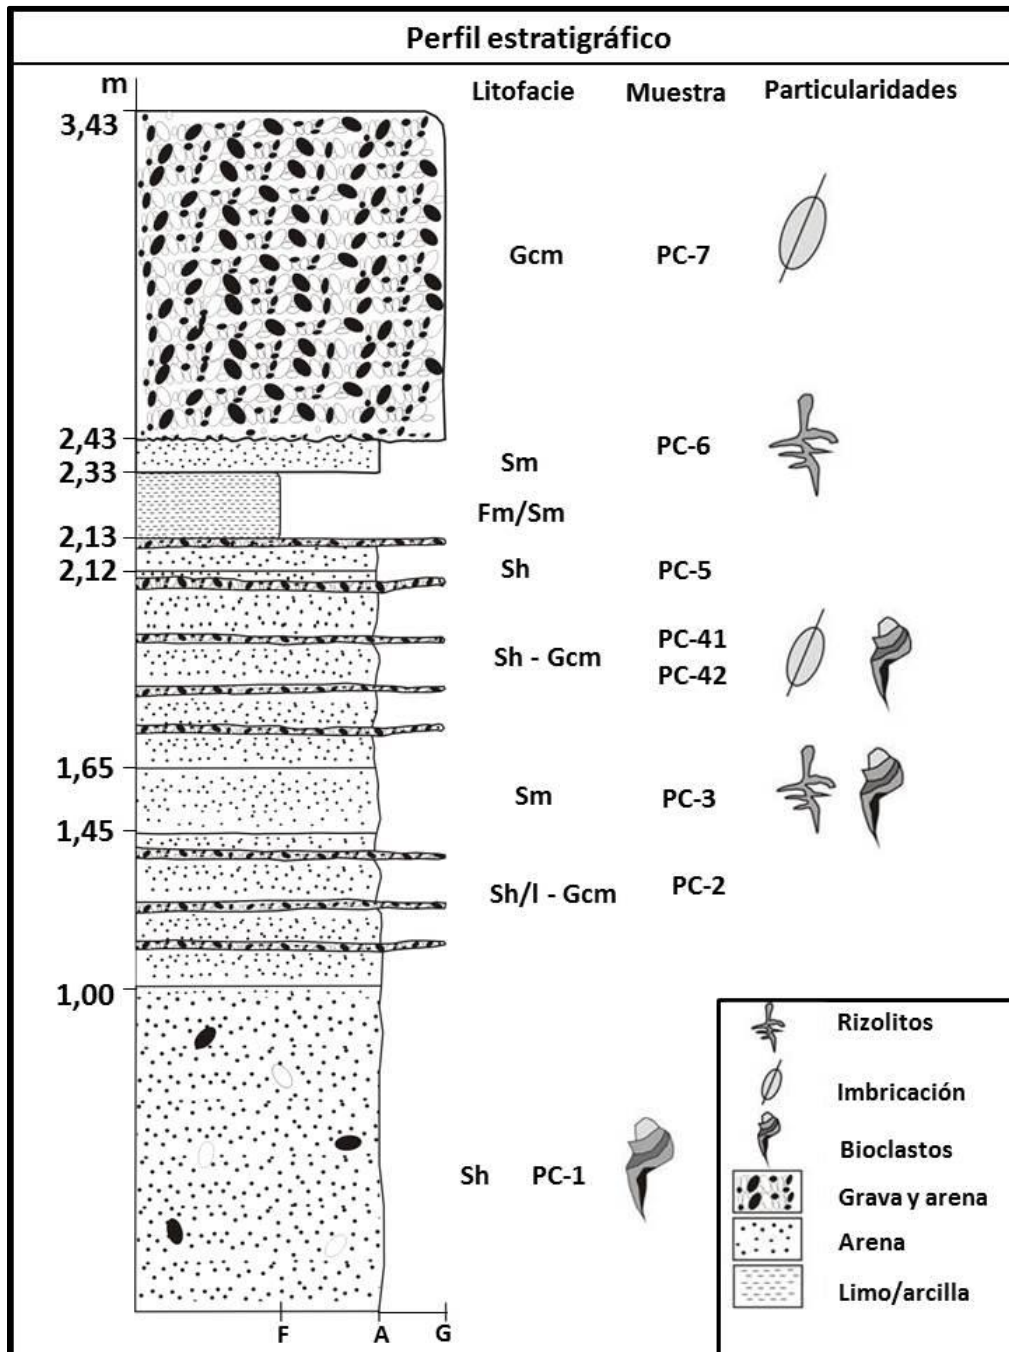 Perfil estratigráfico
m Litofacie Muestra Particularidades
3,43
Gcm PC-7
2,43
Sm PC-6
2,33
Fm/Sm
2,13
Sh PC-5
2,12
Sh - Gcm PC-41
PC-42
1,65
Sm PC-3
1,45
Sh/l - Gcm PC-2
1,00
Sh PC-1
F A G
Rizolitos
Imbricación
Bioclastos
Grava y arena
Arena
Limo/arcilla